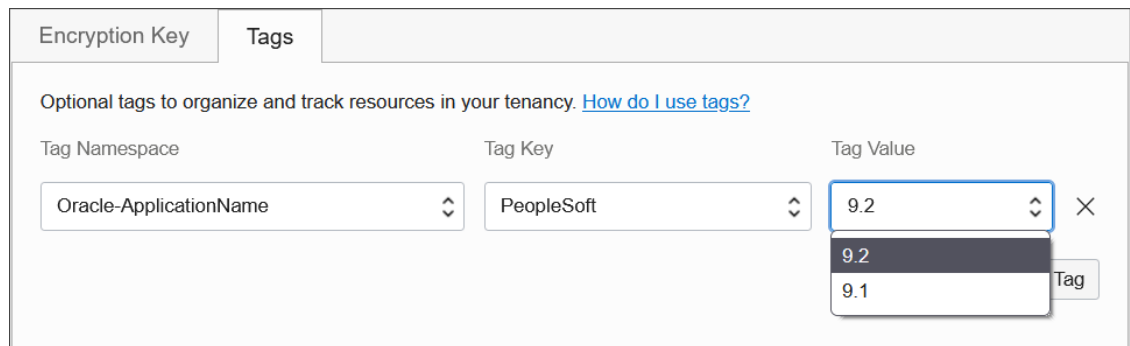 Encryption Key Tags
Optional tags to organize and track resources in your tenancy. How do I use tags?
Tag Namespace Tag Key Tag Value
Oracle-ApplicationName PeopleSoft 9.2
9.2
9.1
Tag